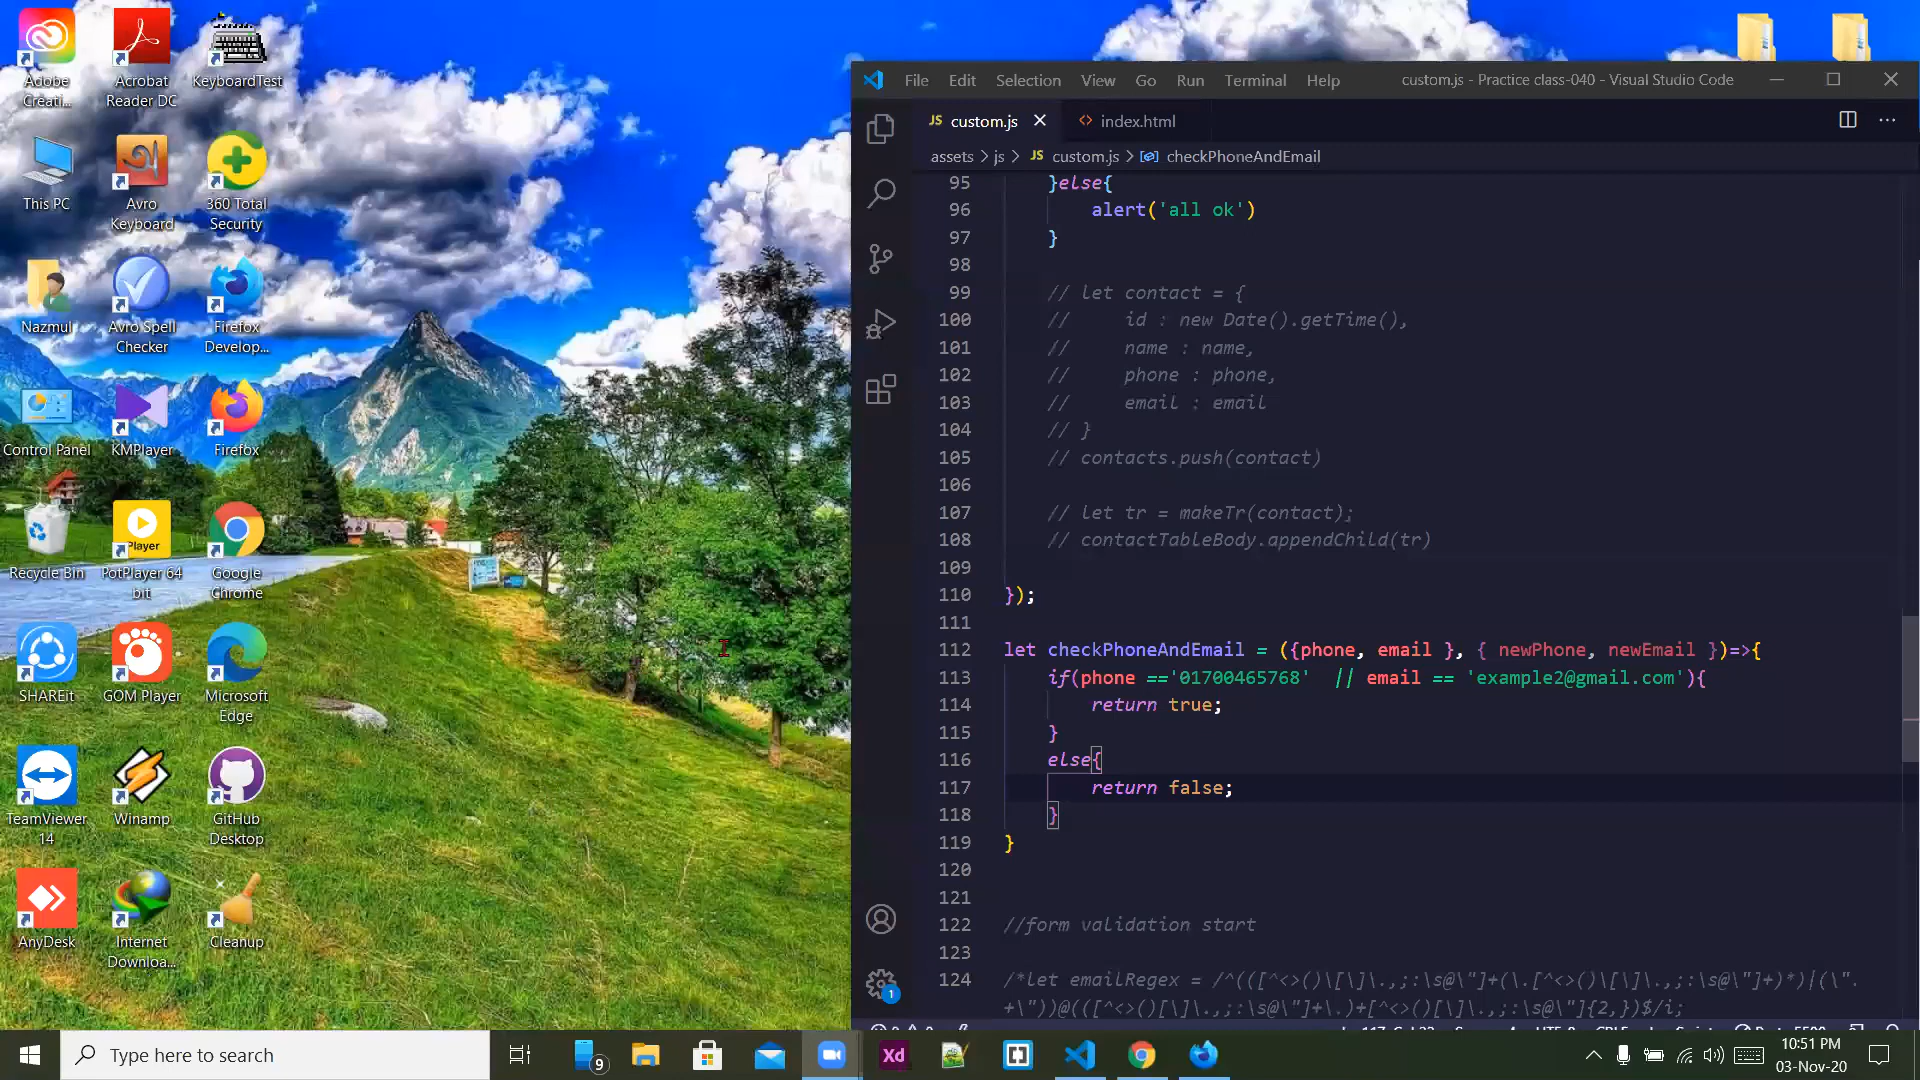 Adobe
Creati...
Acrobat
Reader DC
KeyboardTest
This PC
Avro
Keyboard
360 Total
Security
Nazmul
Avro Spell
Checker
Firefox
Develop...
Control Panel
KMPlayer
Firefox
Recycle Bin
Player
PotPlayer 64
bit
Google
Chrome
SHAREit
GOM Player
Microsoft
Edge
TeamViewer
14
Winamp
GitHub
Desktop
AnyDesk
Internet
Downloa...
Cleanup
File Edit Selection View Go Run Terminal Help custom.js - Practice class-040 - Visual Studio Code
JS custom.js <> index.html
assets > js > JS custom.js > checkPhoneAndEmail
95 }else{
96 alert('all ok')
97 }
98
99 // let contact = {
100 // id : new Date().getTime(),
101 // name : name,
102 // phone : phone,
103 // email : email
104 // }
105 // contacts.push(contact)
106
107 // let tr = makeTr(contact);
108 // contactTableBody.appendChild(tr)
109
110 });
111
112 let checkPhoneAndEmail = ({phone, email }, { newPhone, newEmail })=>{
113 if(phone =='01700465768' || email == 'example2@gmail.com'){
114 return true;
115 }
116 else{
117 return false;
118 }
119 }
120
121
122 //form validation start
123
124 /*let emailRegex = /^(([^<>()\[\]\.,;:\s@\"]+(\.[^<>()\[\]\.,;:\s@\"]+)*)|(\".
+\"))@(([^<>()[\]\.,;:\s@\"]+\.)+[^<>()[\]\.,;:\s@\"]{2,})$/i;
1
Type here to search
9
Xd
10:51 PM
03-Nov-20